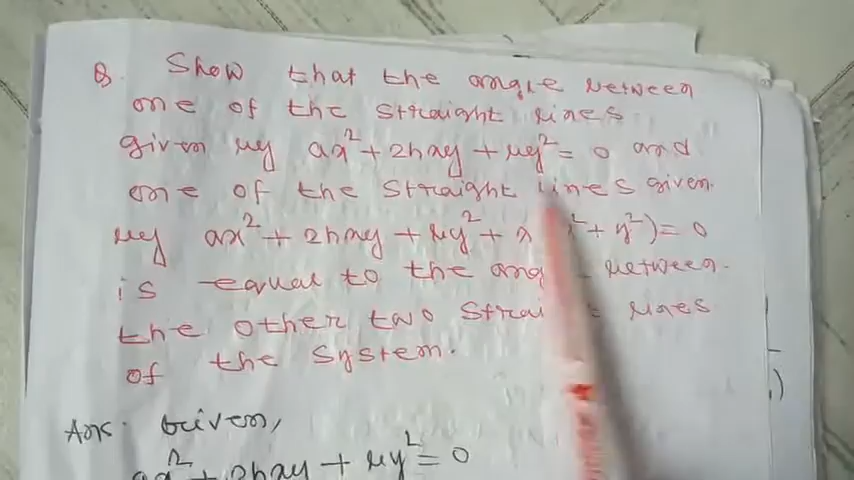 Q. Show that the angle between
one of the straight lines
given by ax² + 2hxy + by² = 0 and
one of the straight lines given
by ax² + 2hxy + by² + λ(x² + y²) = 0
is equal to the angle between
the other two straight lines
of the system.
Ans: Given,
ax² + 2hxy + by² = 0